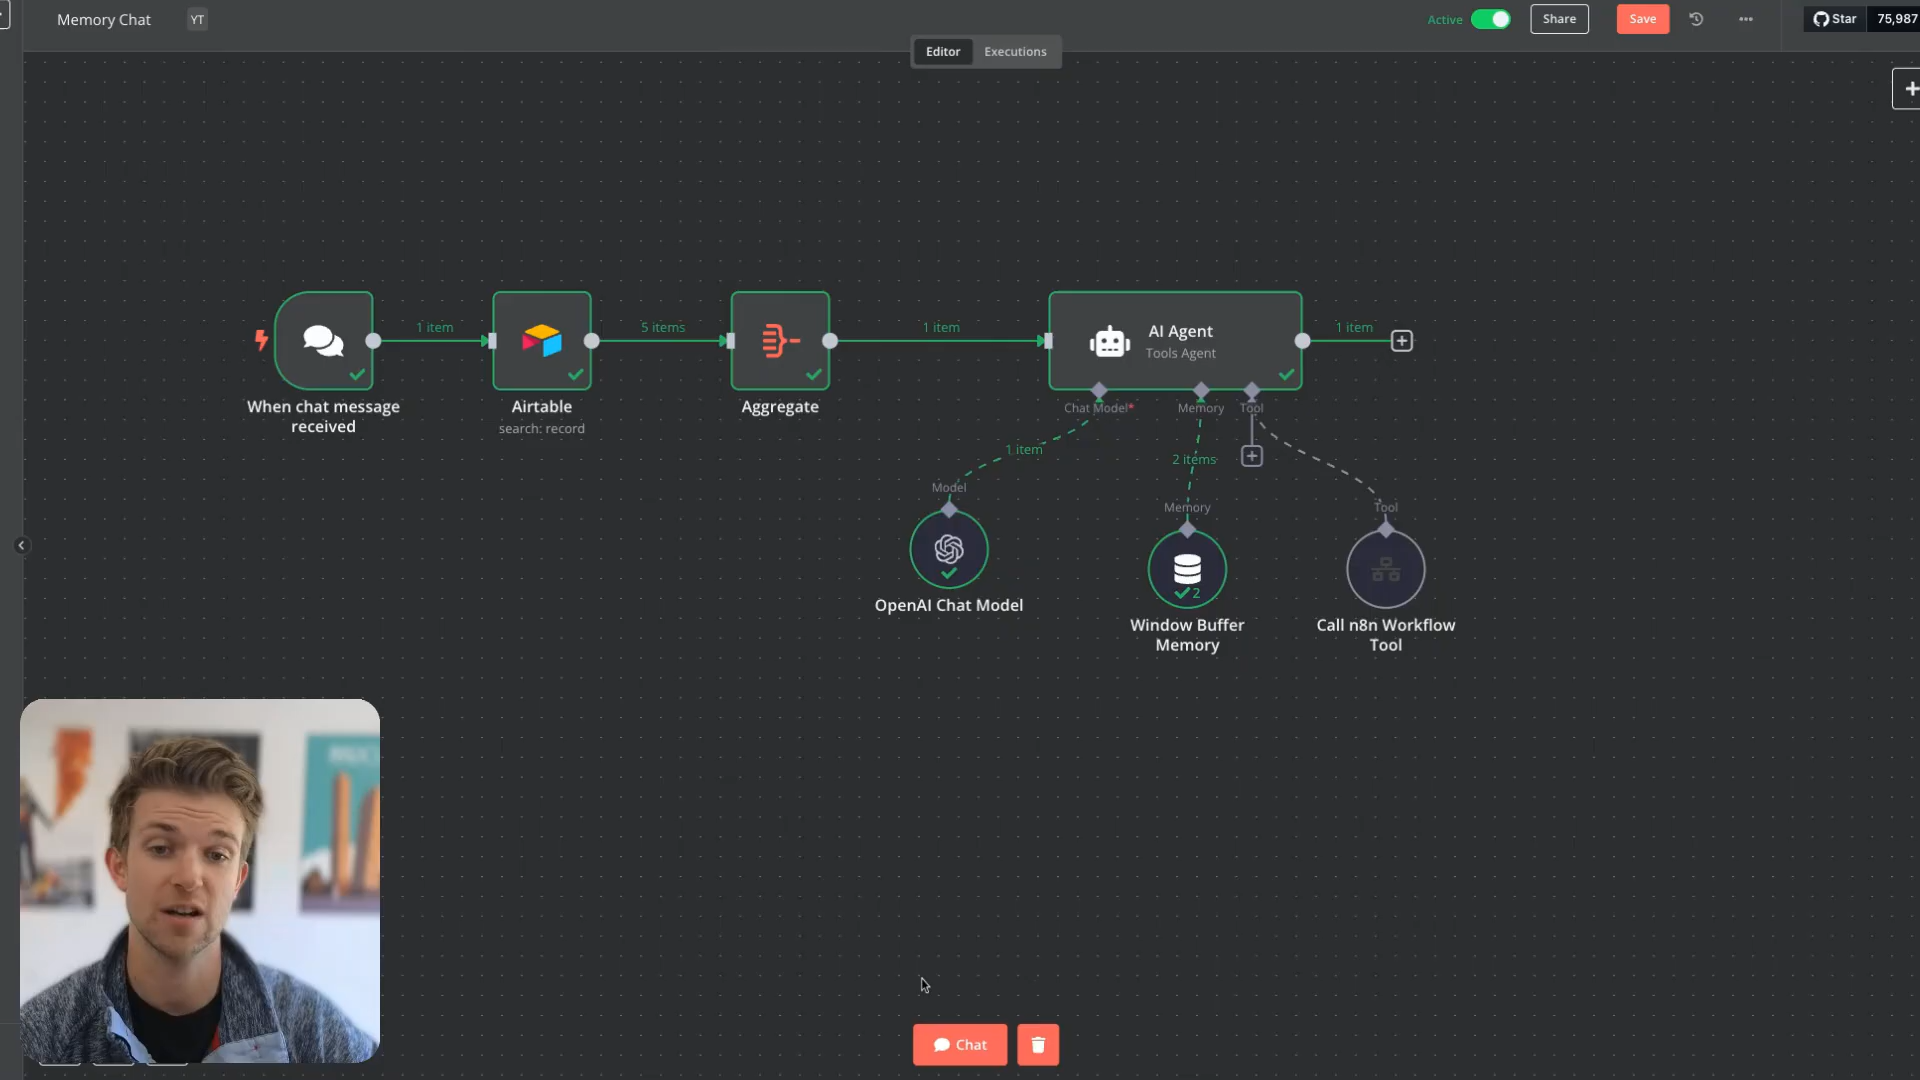 Memory Chat
YT
Active
Share
Save
Star
75,987
Editor
Executions
1 item
5 items
1 item
1 item
AI Agent
Tools Agent
When chat message
received
Airtable
search: record
Aggregate
Chat Model*
Memory
Tool
1 item
2 items
Model
Memory
Tool
2
OpenAI Chat Model
Window Buffer
Memory
Call n8n Workflow
Tool
Chat